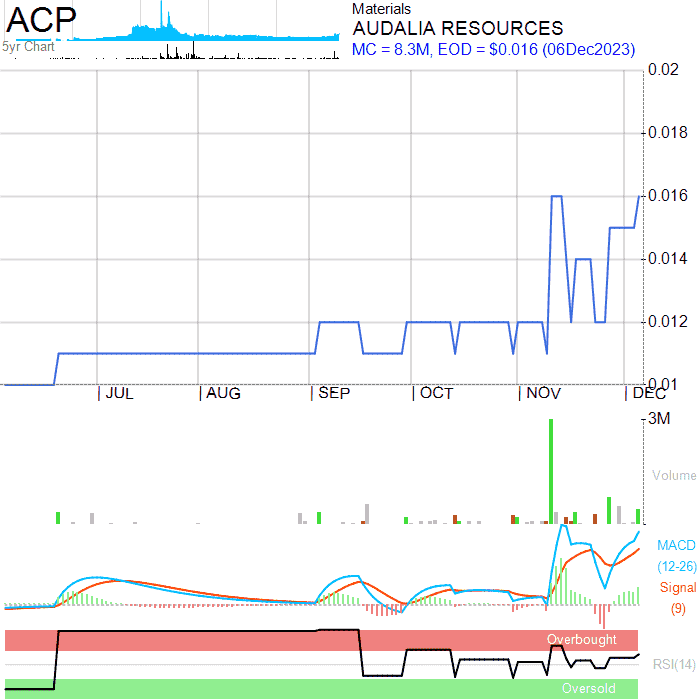 ACP
5yr Chart
Materials
AUDALIA RESOURCES
MC = 8.3M, EOD = $0.016 (06Dec2023)
0.02
0.018
0.016
0.014
0.012
0.01
JUL AUG SEP OCT NOV DEC
3M
Volume
MACD
(12-26)
Signal
(9)
Overbought
RSI(14)
Oversold